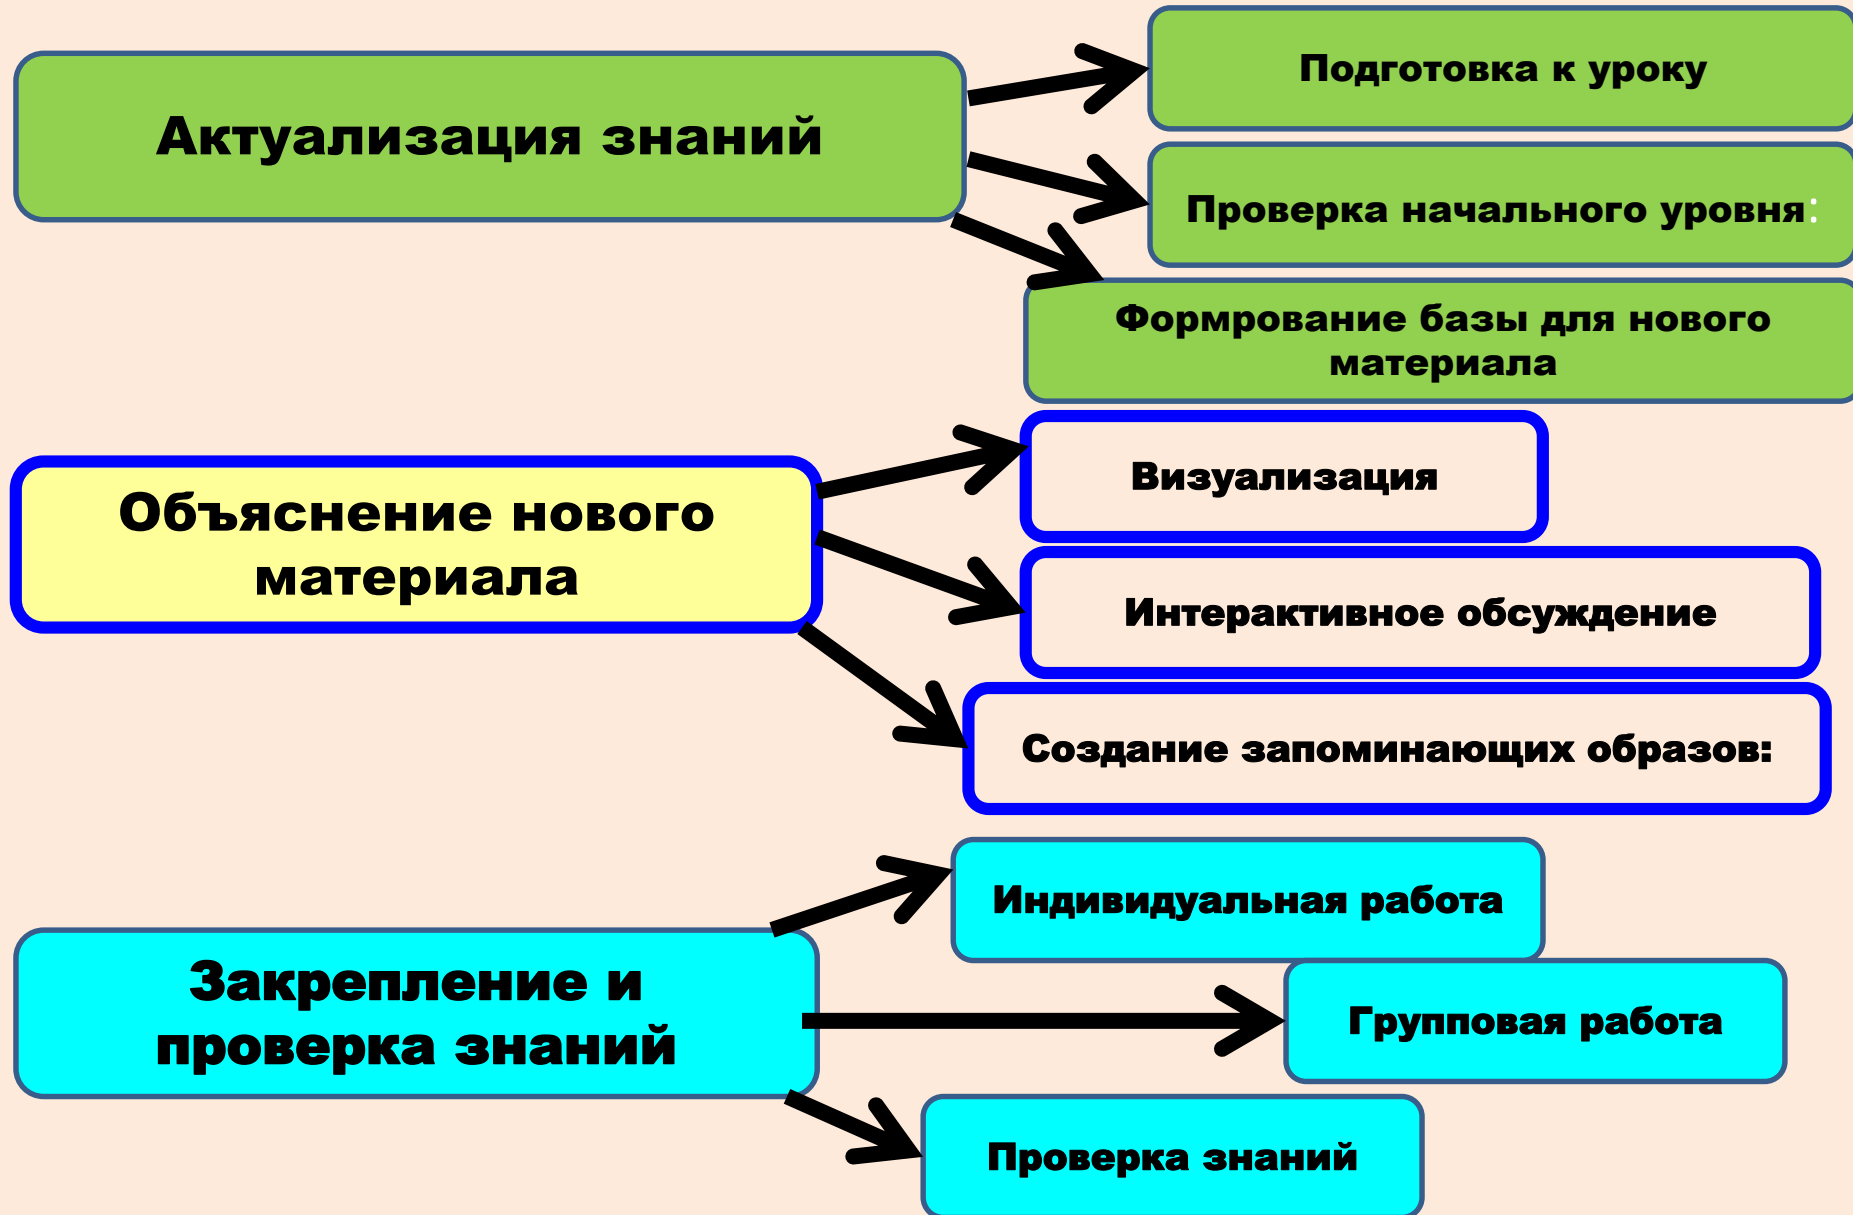 Актуализация знаний
Подготовка к уроку
Проверка начального уровня:
Формрование базы для нового
материала
Объяснение нового
материала
Визуализация
Интерактивное обсуждение
Создание запоминающих образов:
Закрепление и
проверка знаний
Индивидуальная работа
Групповая работа
Проверка знаний